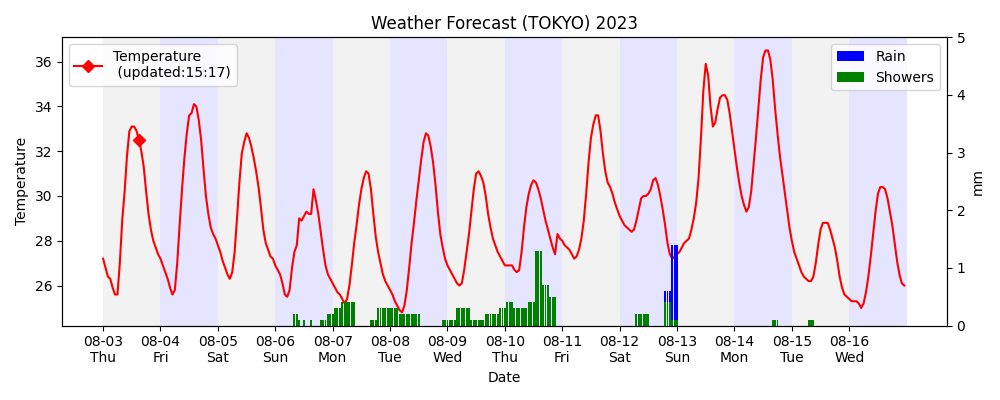 Weather Forecast (TOKYO) 2023
Temperature
(updated:15:17)
Rain
Showers
Temperature
36
34
32
30
28
26
5
4
3
2
1
0
mm
08-03 08-04 08-05 08-06 08-07 08-08 08-09 08-10 08-11 08-12 08-13 08-14 08-15 08-16
Thu Fri Sat Sun Mon Tue Wed Thu Fri Sat Sun Mon Tue Wed
Date